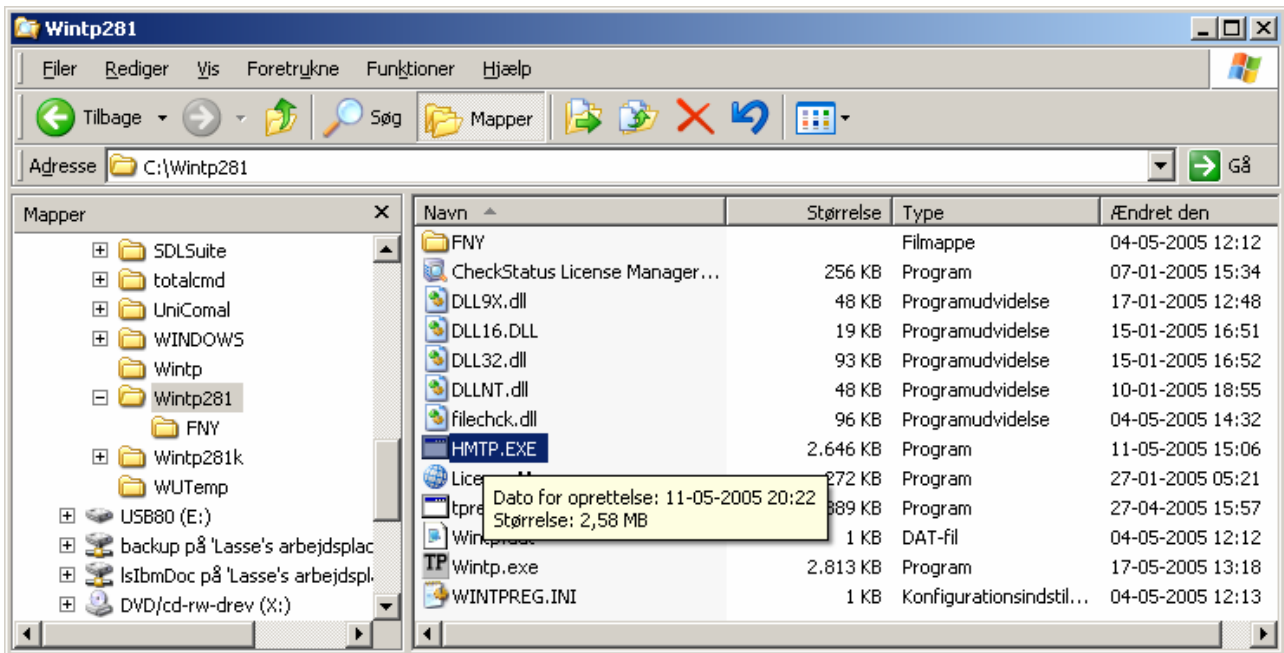 Wintp281
Filer Rediger Vis Foretrukne Funktioner Hjælp
Tilbage Søg Mapper
Adresse C:\Wintp281 Gå
Mapper
SDLSuite
totalcmd
UniComal
WINDOWS
Wintp
Wintp281
FNY
Wintp281k
WUTemp
USB80 (E:)
backup på 'Lasse's arbejdsplac
lsIbmDoc på 'Lasse's arbejdspl
DVD/cd-rw-drev (X:)
Navn Størrelse Type Ændret den
FNY Filmappe 04-05-2005 12:12
CheckStatus License Manager... 256 KB Program 07-01-2005 15:34
DLL9X.dll 48 KB Programudvidelse 17-01-2005 12:48
DLL16.DLL 19 KB Programudvidelse 15-01-2005 16:51
DLL32.dll 93 KB Programudvidelse 15-01-2005 16:52
DLLNT.dll 48 KB Programudvidelse 10-01-2005 18:55
filechck.dll 96 KB Programudvidelse 04-05-2005 14:32
HMTP.EXE 2.646 KB Program 11-05-2005 15:06
272 KB Program 27-01-2005 05:21
389 KB Program 27-04-2005 15:57
1 KB DAT-fil 04-05-2005 12:12
TP Wintp.exe 2.813 KB Program 17-05-2005 13:18
WINTPREG.INI 1 KB Konfigurationsindstil... 04-05-2005 12:13
Dato for oprettelse: 11-05-2005 20:22
Størrelse: 2,58 MB